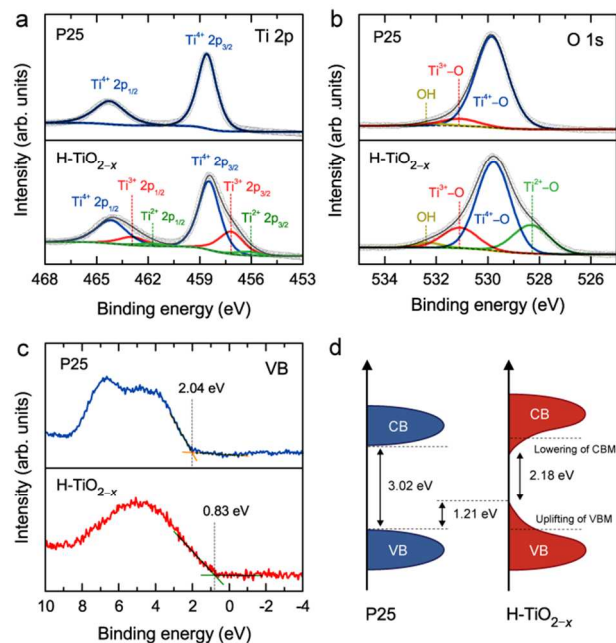 a
P25
Ti 2p
Ti⁴⁺ 2p₃/₂
Ti⁴⁺ 2p₁/₂
H-TiO₂₋ₓ
Ti⁴⁺ 2p₃/₂
Ti³⁺ 2p₁/₂
Ti⁴⁺ 2p₁/₂
Ti³⁺ 2p₃/₂
Ti²⁺ 2p₁/₂
Ti²⁺ 2p₃/₂
468 465 462 459 456 453
Binding energy (eV)
Intensity (arb. units)
b
P25
O 1s
Ti³⁺–O
OH
Ti⁴⁺–O
H-TiO₂₋ₓ
Ti³⁺–O
Ti²⁺–O
OH
Ti⁴⁺–O
534 532 530 528 526
Binding energy (eV)
Intensity (arb .units)
c
P25
VB
2.04 eV
H-TiO₂₋ₓ
0.83 eV
10 8 6 4 2 0 -2 -4
Binding energy (eV)
Intensity (arb. units)
d
CB
CB
Lowering of CBM
3.02 eV
2.18 eV
1.21 eV
Uplifting of VBM
VB
VB
P25
H-TiO₂₋ₓ